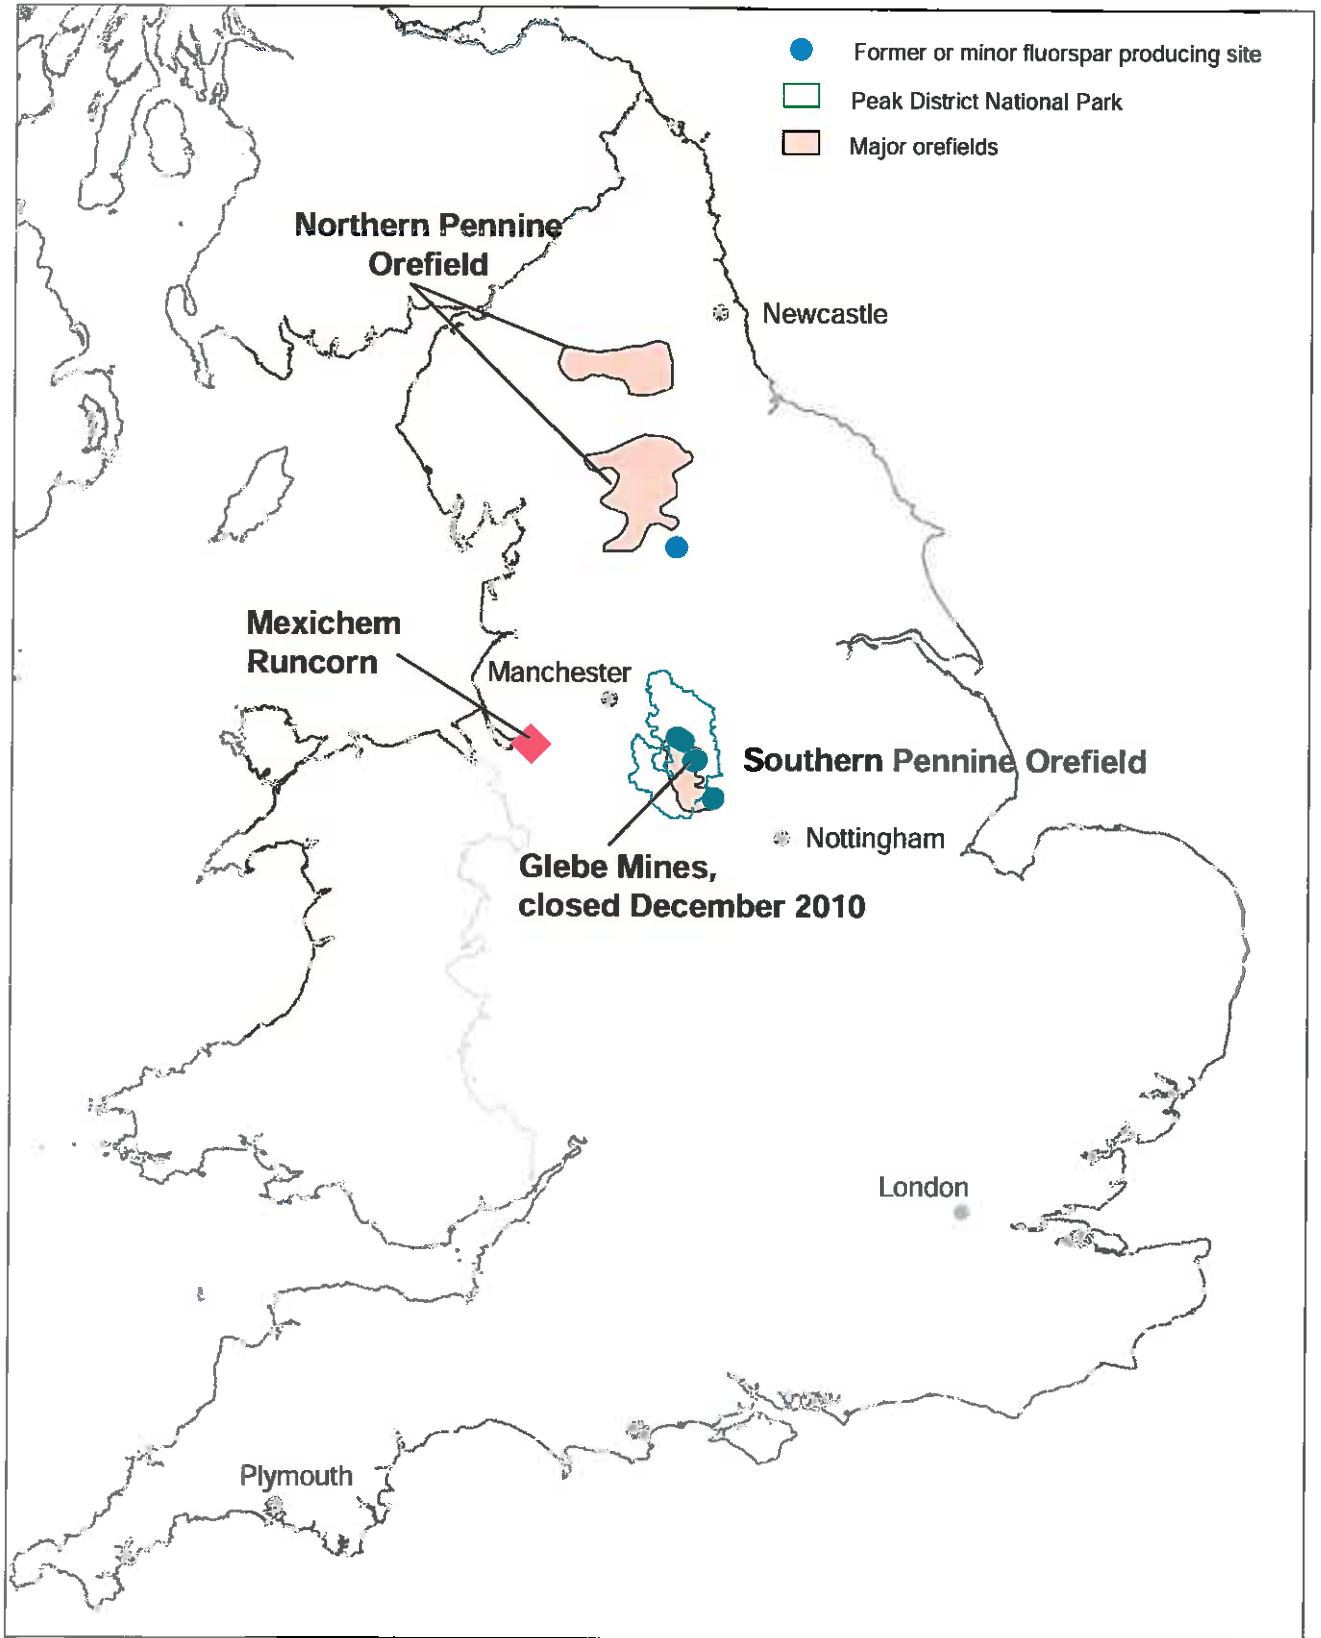 Former or minor fluorspar producing site
Peak District National Park
Major orefields
Northern Pennine
Orefield
Newcastle
Mexichem
Runcorn
Manchester
Southern Pennine Orefield
Nottingham
Glebe Mines,
closed December 2010
London
Plymouth